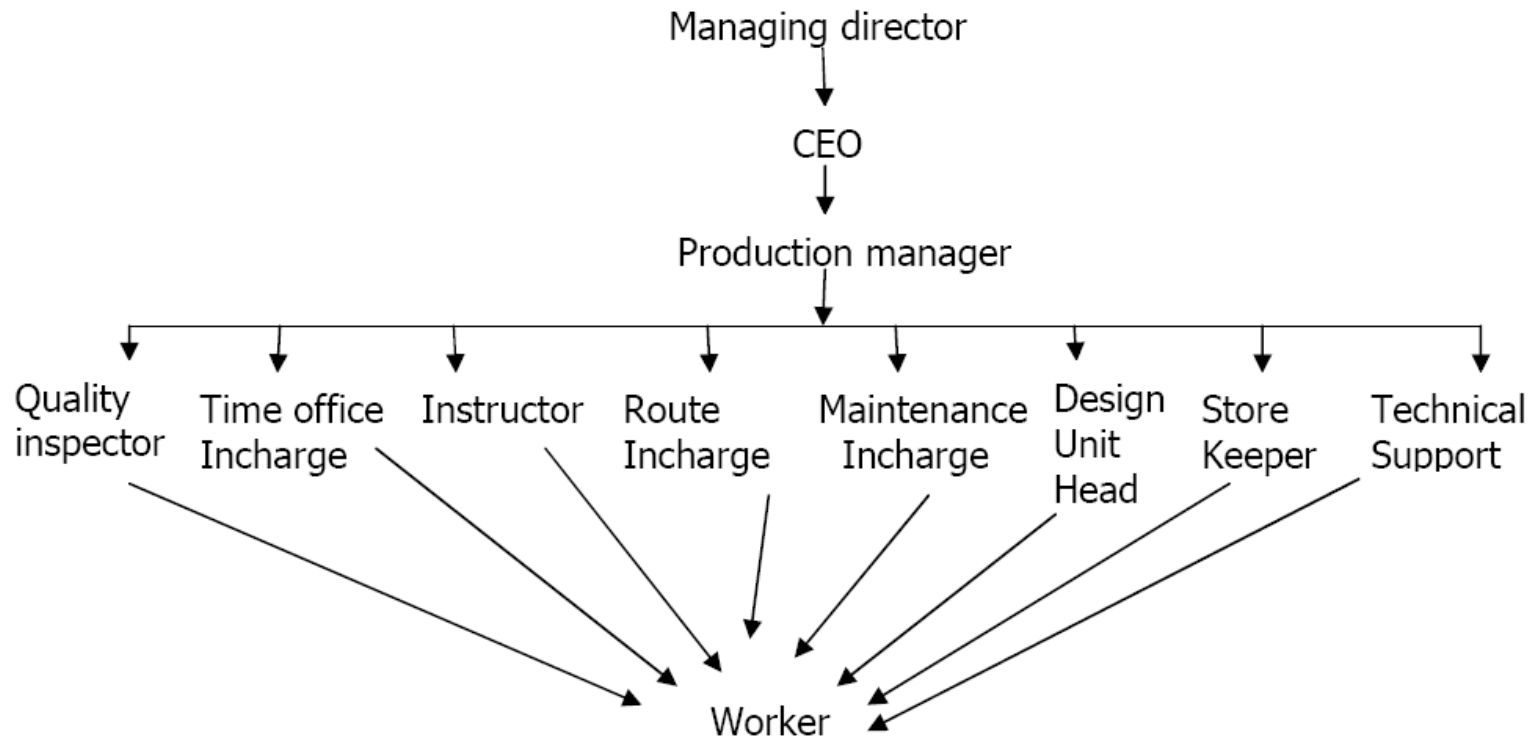 Managing director
CEO
Production manager
Quality
inspector
Time office
Incharge
Instructor
Route
Incharge
Maintenance
Incharge
Design
Unit
Head
Store
Keeper
Technical
Support
Worker